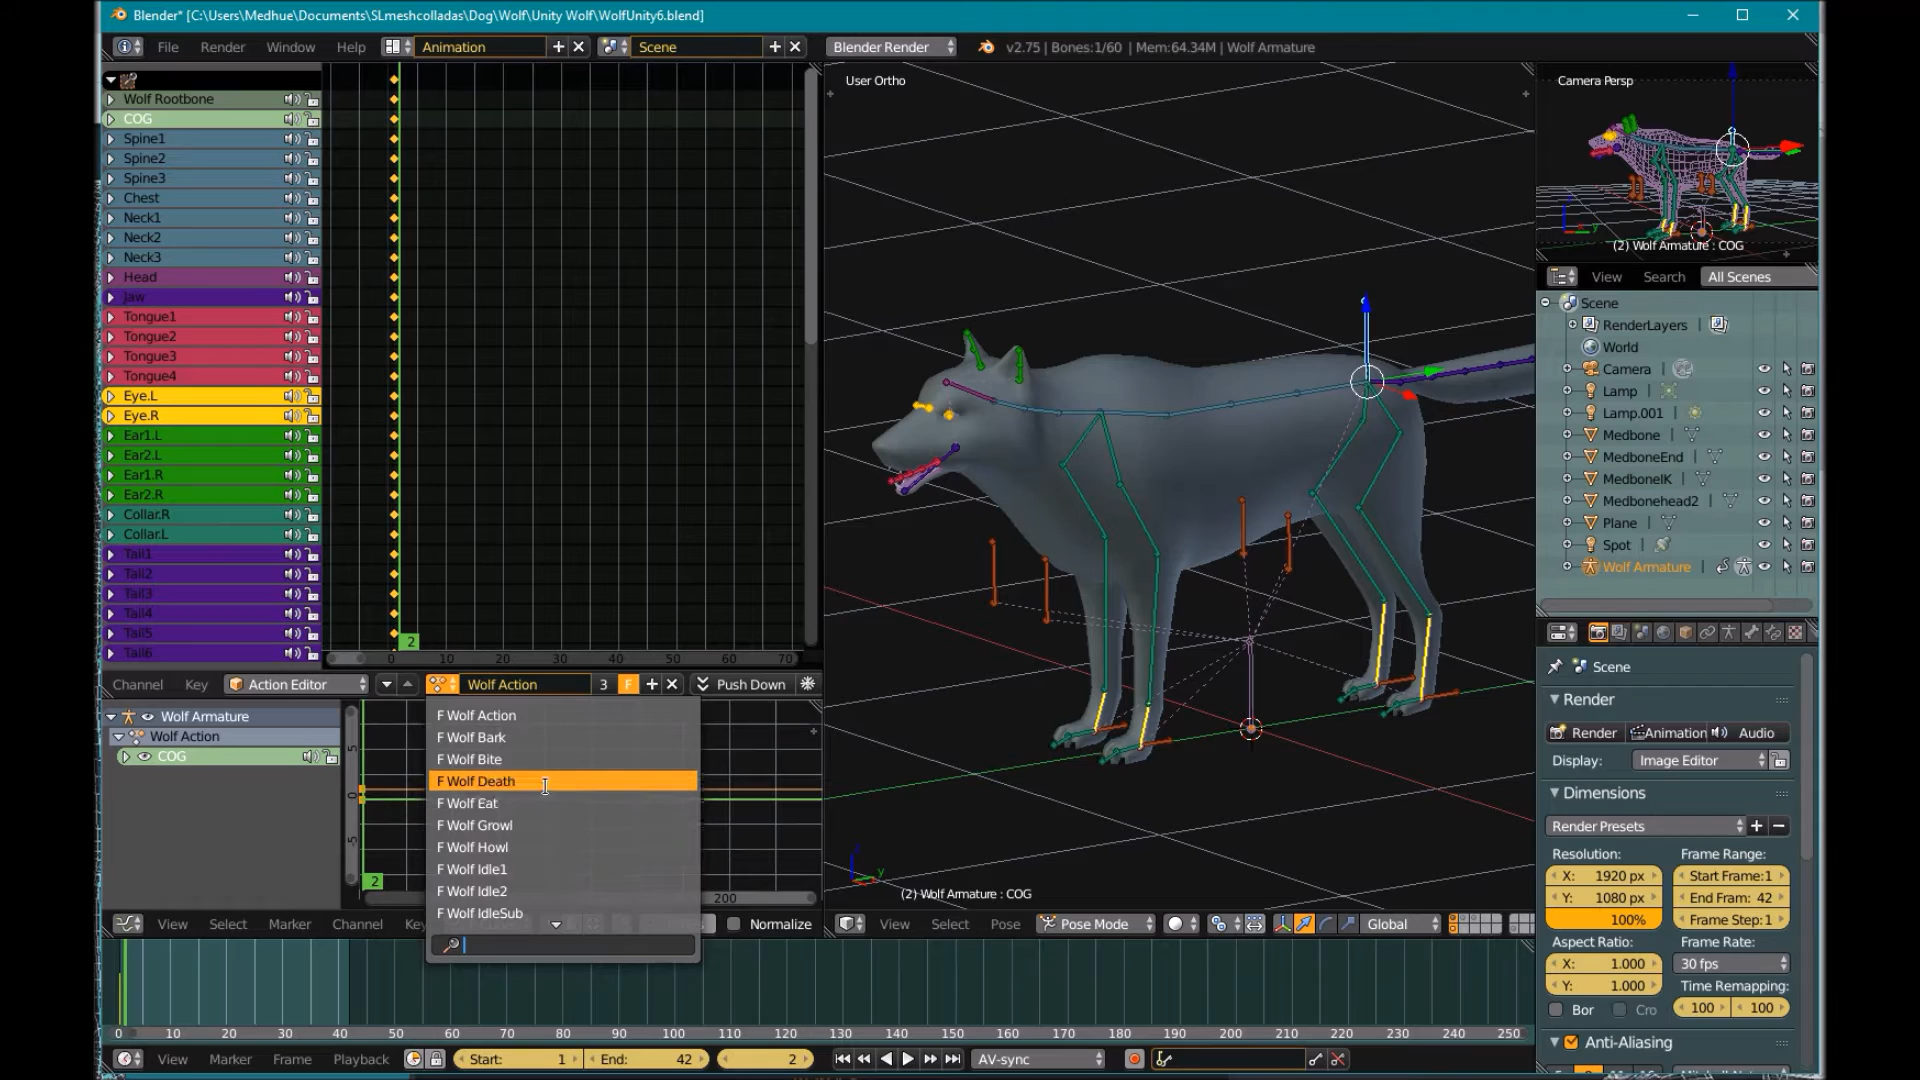 Blender* [C:\Users\Medhue\Documents\SLmeshcolladas\Dog\Wolf\Unity Wolf\WolfUnity6.blend]
File Render Window Help Animation Scene Blender Render v2.75 | Bones:1/60 | Mem:64.34M | Wolf Armature
Wolf Rootbone
COG
Spine1
Spine2
Spine3
Chest
Neck1
Neck2
Neck3
Head
Jaw
Tongue1
Tongue2
Tongue3
Tongue4
Eye.L
Eye.R
Ear1.L
Ear2.L
Ear1.R
Ear2.R
Collar.R
Collar.L
Tail1
Tail2
Tail3
Tail4
Tail5
Tail6
2
0 10 20 30 40 50 60 70
Channel Key Action Editor Wolf Action 3 F Push Down
Wolf Armature
Wolf Action
COG
5
0
-5
2
200
F Wolf Action
F Wolf Bark
F Wolf Bite
F Wolf Death
F Wolf Eat
F Wolf Growl
F Wolf Howl
F Wolf Idle1
F Wolf Idle2
F Wolf IdleSub
View Select Marker Channel Normalize
User Ortho
(2) Wolf Armature : COG
View Select Pose Pose Mode Global
Camera Persp
(2) Wolf Armature : COG
View Search All Scenes
Scene
RenderLayers
World
Camera
Lamp
Lamp.001
Medbone
MedboneEnd
MedboneIK
Medbonehead2
Plane
Spot
Wolf Armature
Scene
Render
Render Animation Audio
Display: Image Editor
Dimensions
Render Presets
Resolution: Frame Range:
X: 1920 px Start Frame:1
Y: 1080 px End Fram: 42
100% Frame Step:1
Aspect Ratio: Frame Rate:
X: 1.000 30 fps
Y: 1.000 Time Remapping:
Bor Cro 100 100
Anti-Aliasing
0 10 20 30 40 50 60 70 80 90 100 110 120 130 140 150 160 170 180 190 200 210 220 230 240 250
View Marker Frame Playback Start: 1 End: 42 2 AV-sync